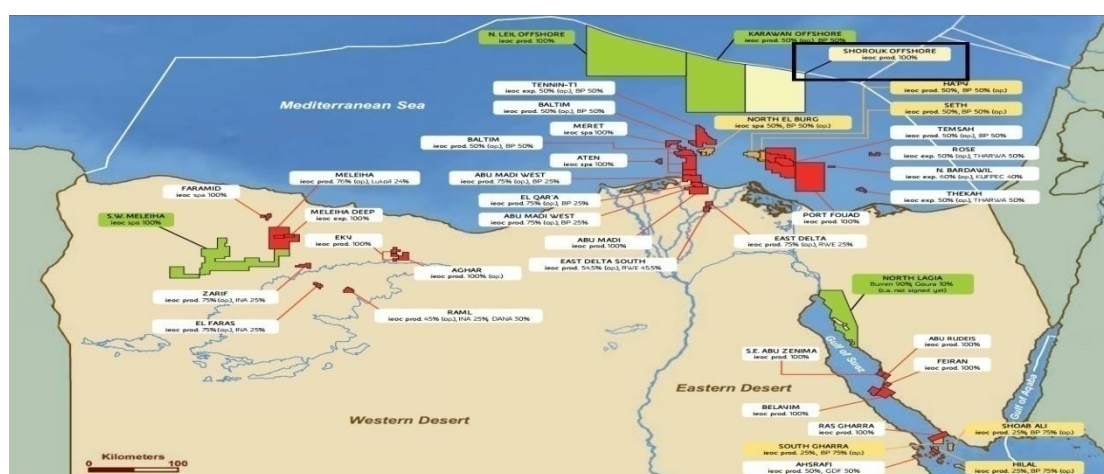 N. LEIL OFFSHORE
ieoc prod. 100%
KARAWAN OFFSHORE
ieoc prod. 50% (op.), BP 50%
SHOROUK OFFSHORE
ieoc prod. 100%
TENNIN-T1
ieoc exp. 50% (op.), BP 50%
HA'PY
ieoc prod. 50%, BP 50% (op.)
Mediterranean Sea
BALTIM
ieoc prod. 50% (op.), BP 50%
SETH
ieoc prod. 50%, BP 50% (op.)
MERET
ieoc spa 100%
NORTH EL BURG
ieoc spa 50%, BP 50% (op.)
TEMSAH
ieoc prod. 50% (op.), BP 50%
BALTIM
ieoc prod. 50% (op.), BP 50%
ROSE
ieoc exp. 50% (op.), THARWA 50%
ATEN
ieoc spa 100%
N. BARDAWIL
ieoc exp. 60% (op.), KUFPEC 40%
MELEIHA
ieoc prod. 76% (op.), Lukoil 24%
ABU MADI WEST
ieoc prod. 75% (op.), BP 25%
THEKAH
ieoc exp. 50% (op.), THARWA 50%
FARAMID
ieoc spa 100%
EL QAR'A
ieoc prod. 75% (op.), BP 25%
MELEIHA DEEP
ieoc exp. 100%
ABU MADI WEST
ieoc prod. 75% (op.), BP 25%
PORT FOUAD
ieoc prod. 100%
S.W. MELEIHA
ieoc spa 100%
EKY
ieoc prod. 100%
ABU MADI
ieoc prod. 100%
EAST DELTA
ieoc prod. 75% (op.), RWE 25%
AGHAR
ieoc prod. 100% (op.)
EAST DELTA SOUTH
ieoc prod. 54.5% (op.), RWE 45.5%
NORTH LAGIA
Burren 90%, Goura 10%
(c.a. not signed yet)
ZARIF
ieoc prod. 75% (op.), INA 25%
RAML
ieoc prod. 45% (op.), INA 25%, DANA 30%
EL FARAS
ieoc prod. 75% (op.), INA 25%
ABU RUDEIS
ieoc prod. 100%
S.E. ABU ZENIMA
ieoc prod. 100%
Gulf of Suez
FEIRAN
ieoc prod. 100%
Eastern Desert
Gulf of Aqaba
BELAYIM
ieoc prod. 100%
Western Desert
RAS GHARRA
ieoc prod. 100%
SHOAB ALI
ieoc prod. 25%, BP 75% (op.)
SOUTH GHARRA
ieoc prod. 25%, BP 75% (op.)
Kilometers
0 100
AHSRAFI
ieoc prod. 50%, GDF 50%
HILAL
ieoc prod. 25%, BP 75% (op.)